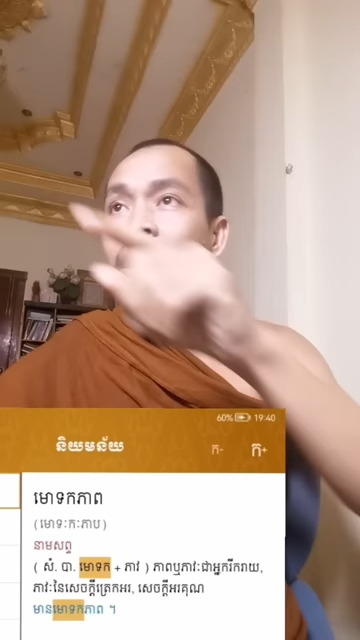 60% 19:40
និយមន័យ ក- ក+
មោទកភាព
(មោទៈកៈភាប)
នាមសព្ទ
( សំ. បា. មោទក + ភាវ ) ភាពឬភាវៈជាអ្នករីករាយ,
ភាវៈនៃសេចក្ដីត្រេកអរ, សេចក្ដីអរគុណ
មានមោទកភាព ។